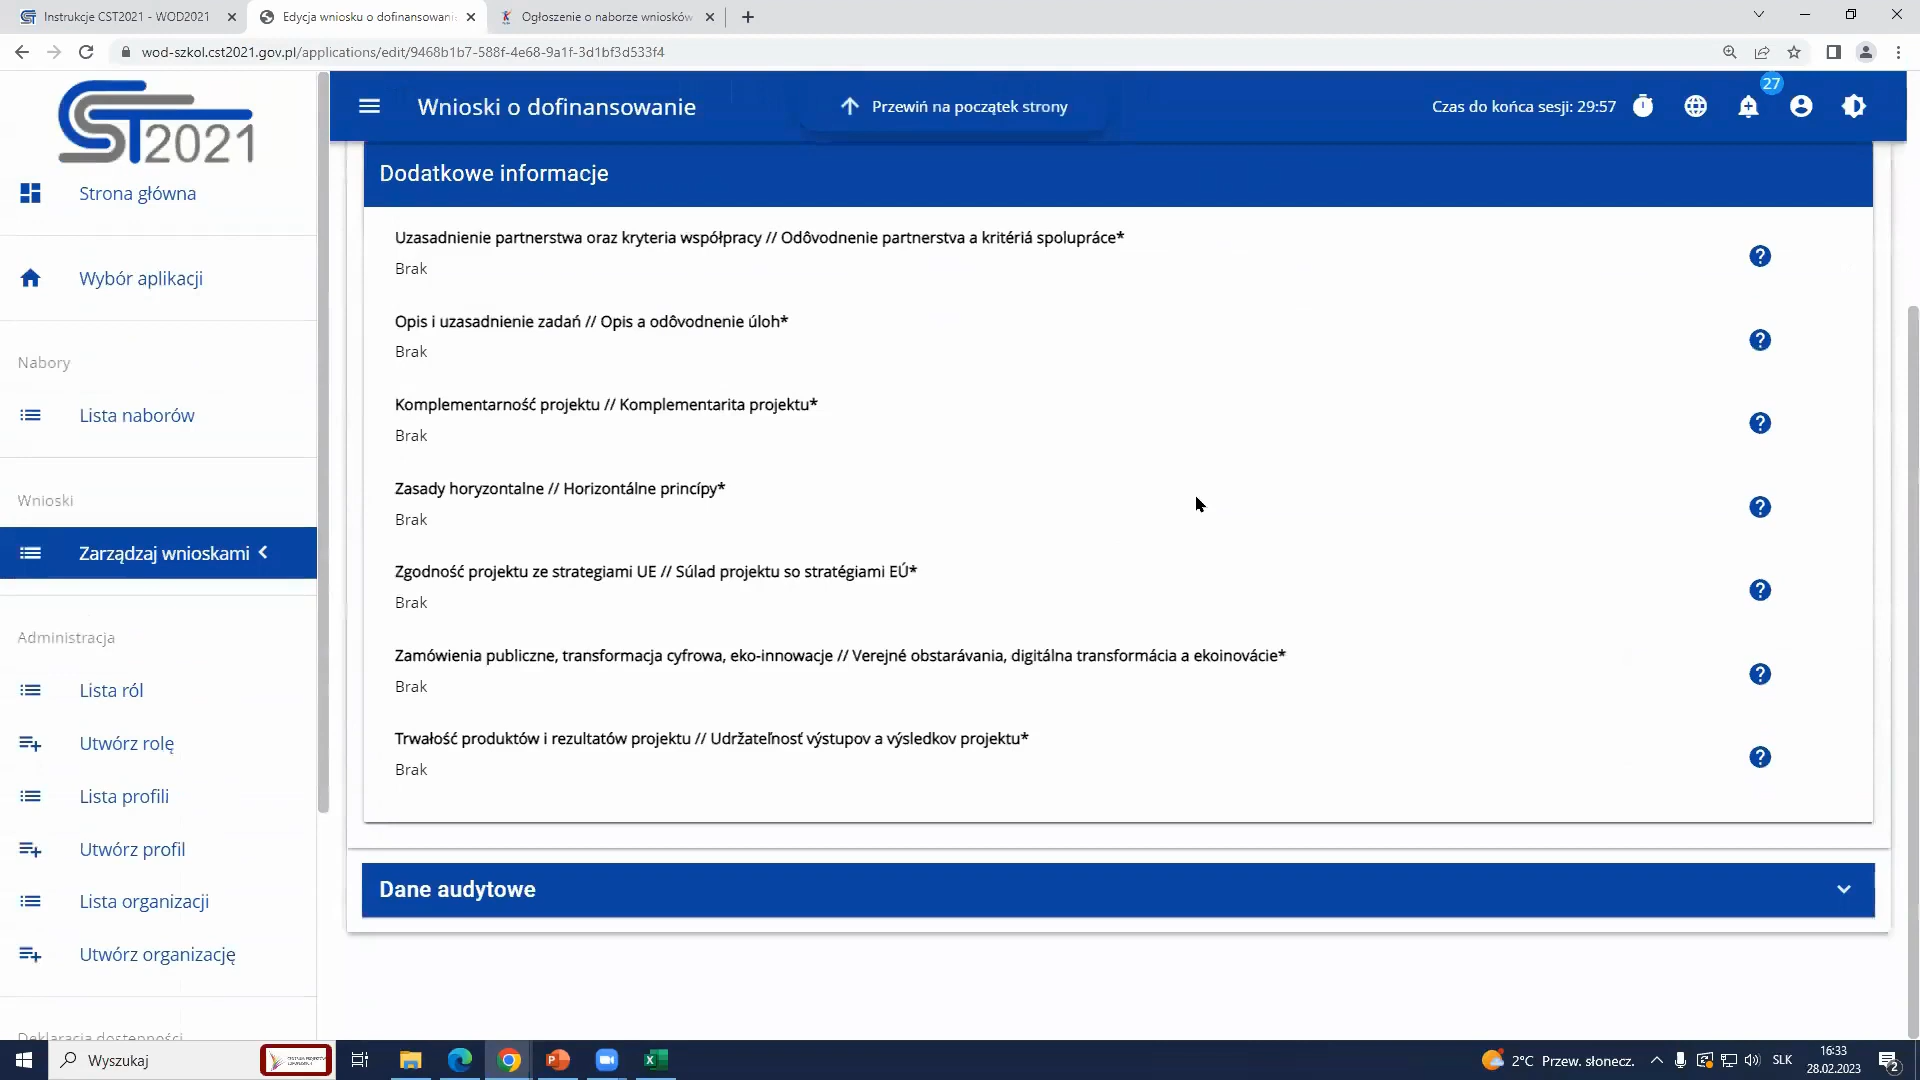 Instrukcje CST2021 - WOD2021
Edycja wniosku o dofinansowani
Ogłoszenie o naborze wniosków
wod-szkol.cst2021.gov.pl/applications/edit/9468b1b7-588f-4e68-9a1f-3d1bf3d533f4
CST2021
Strona główna
Wybór aplikacji
Nabory
Lista naborów
Wnioski
Zarządzaj wnioskami
Administracja
Lista ról
Utwórz rolę
Lista profili
Utwórz profil
Lista organizacji
Utwórz organizację
Deklaracja dostępności
Wnioski o dofinansowanie
Przewiń na początek strony
Czas do końca sesji: 29:57
27
Dodatkowe informacje
Uzasadnienie partnerstwa oraz kryteria współpracy // Odôvodnenie partnerstva a kritériá spolupráce*
Brak
Opis i uzasadnienie zadań // Opis a odôvodnenie úloh*
Brak
Komplementarność projektu // Komplementarita projektu*
Brak
Zasady horyzontalne // Horizontálne princípy*
Brak
Zgodność projektu ze strategiami UE // Súlad projektu so stratégiami EÚ*
Brak
Zamówienia publiczne, transformacja cyfrowa, eko-innowacje // Verejné obstarávania, digitálna transformácia a ekoinovácie*
Brak
Trwałość produktów i rezultatów projektu // Udržateľnosť výstupov a výsledkov projektu*
Brak
Dane audytowe
Wyszukaj
2°C Przew. słonecz.
SLK
16:33
28.02.2023
2